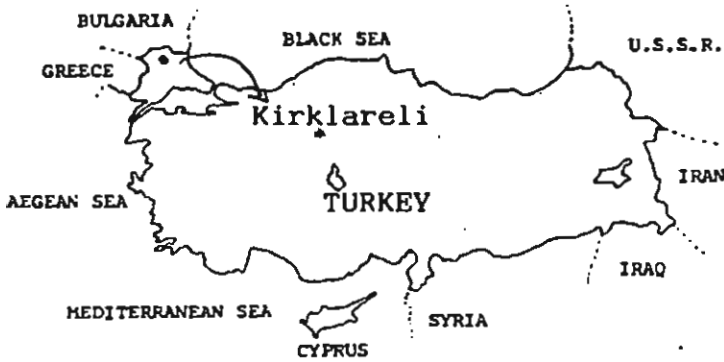 BULGARIA
BLACK SEA
U.S.S.R.
GREECE
Kirklareli
IRAN
AEGEAN SEA
TURKEY
IRAQ
MEDITERRANEAN SEA
SYRIA
CYPRUS